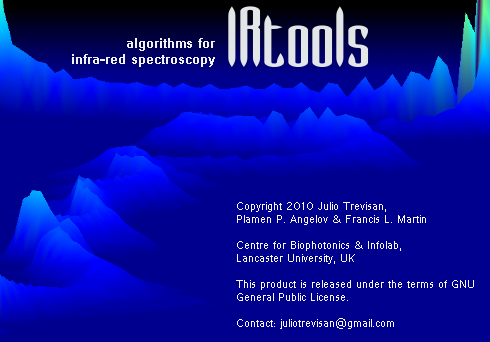 IRtools
algorithms for
infra-red spectroscopy
Copyright 2010 Julio Trevisan,
Plamen P. Angelov & Francis L. Martin
Centre for Biophotonics & Infolab,
Lancaster University, UK
This product is released under the terms of GNU
General Public License.
Contact: juliotrevisan@gmail.com